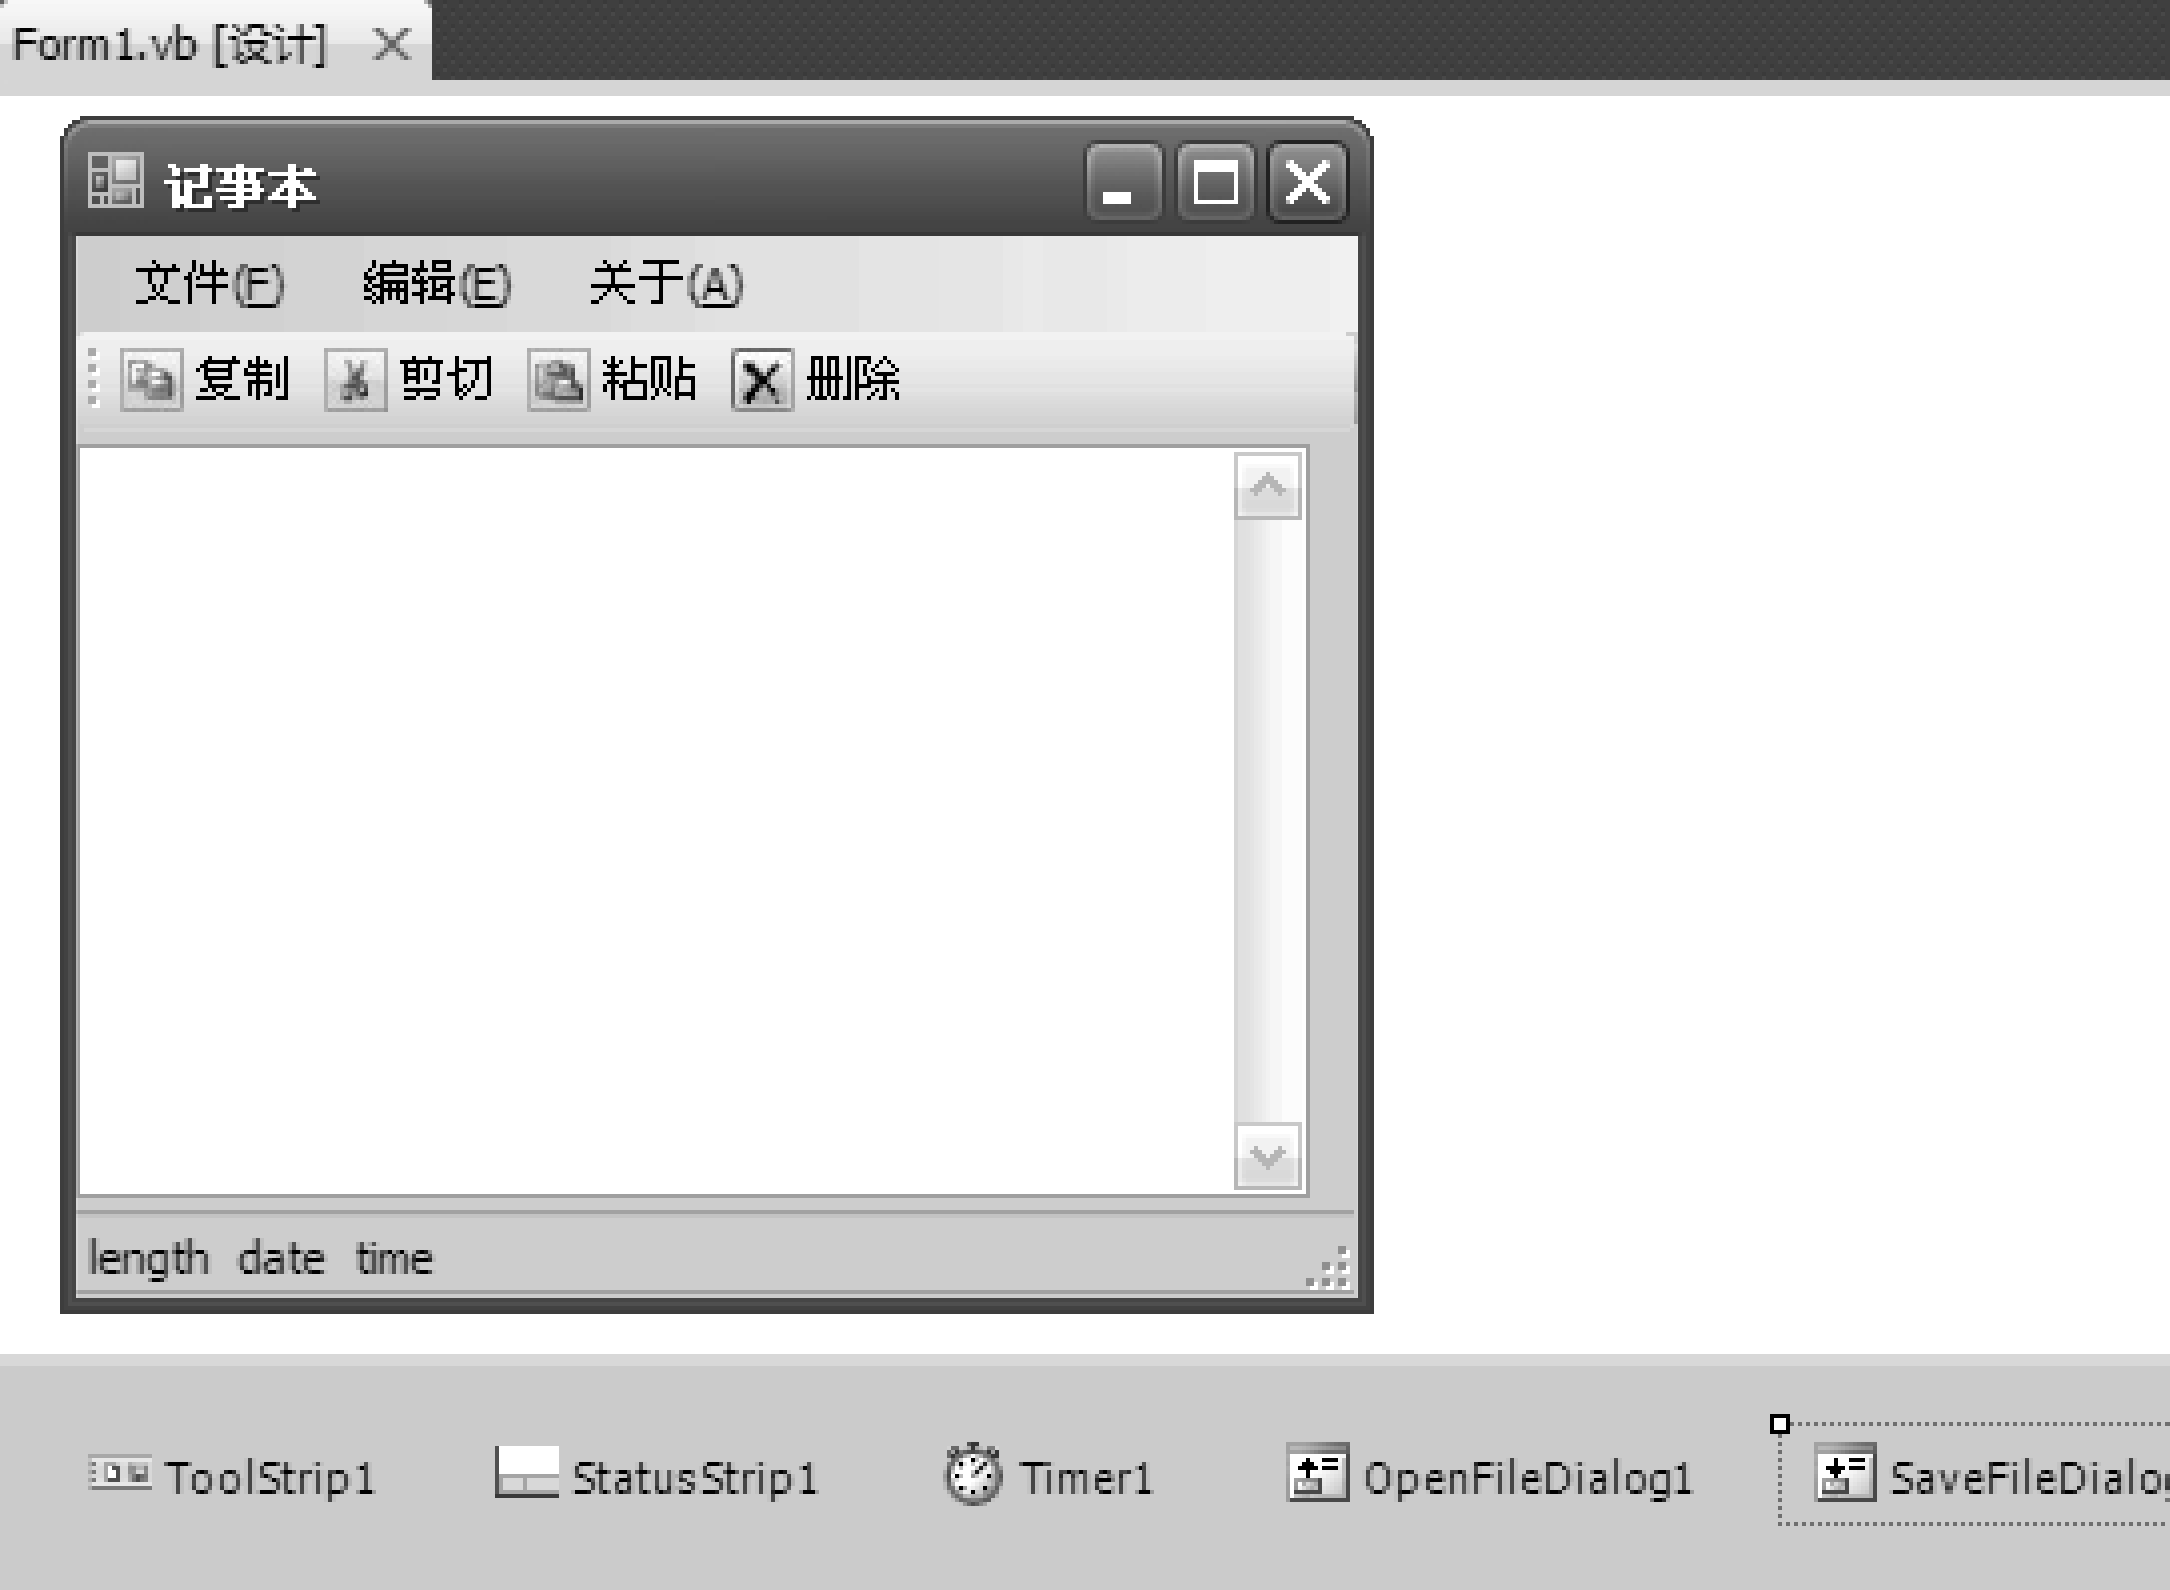 Form1.vb [设计]
记事本
文件(F) 编辑(E) 关于(A)
复制 剪切 粘贴 删除
length date time
ToolStrip1 StatusStrip1 Timer1 OpenFileDialog1 SaveFileDialog